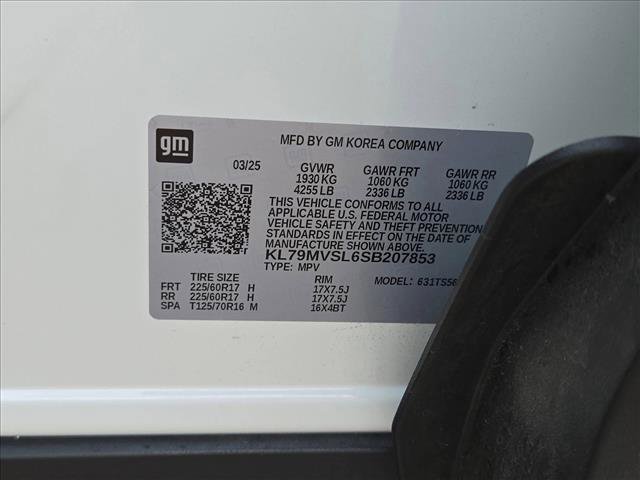 gm
MFD BY GM KOREA COMPANY
03/25 GVWR GAWR FRT GAWR RR
1930 KG 1060 KG 1060 KG
4255 LB 2336 LB 2336 LB
THIS VEHICLE CONFORMS TO ALL
APPLICABLE U.S. FEDERAL MOTOR
VEHICLE SAFETY AND THEFT PREVENTION
STANDARDS IN EFFECT ON THE DATE OF
MANUFACTURE SHOWN ABOVE.
KL79MVSL6SB207853
TYPE: MPV MODEL: 631TS56
TIRE SIZE RIM
FRT 225/60R17 H 17X7.5J
RR 225/60R17 H 17X7.5J
SPA T125/70R16 M 16X4BT